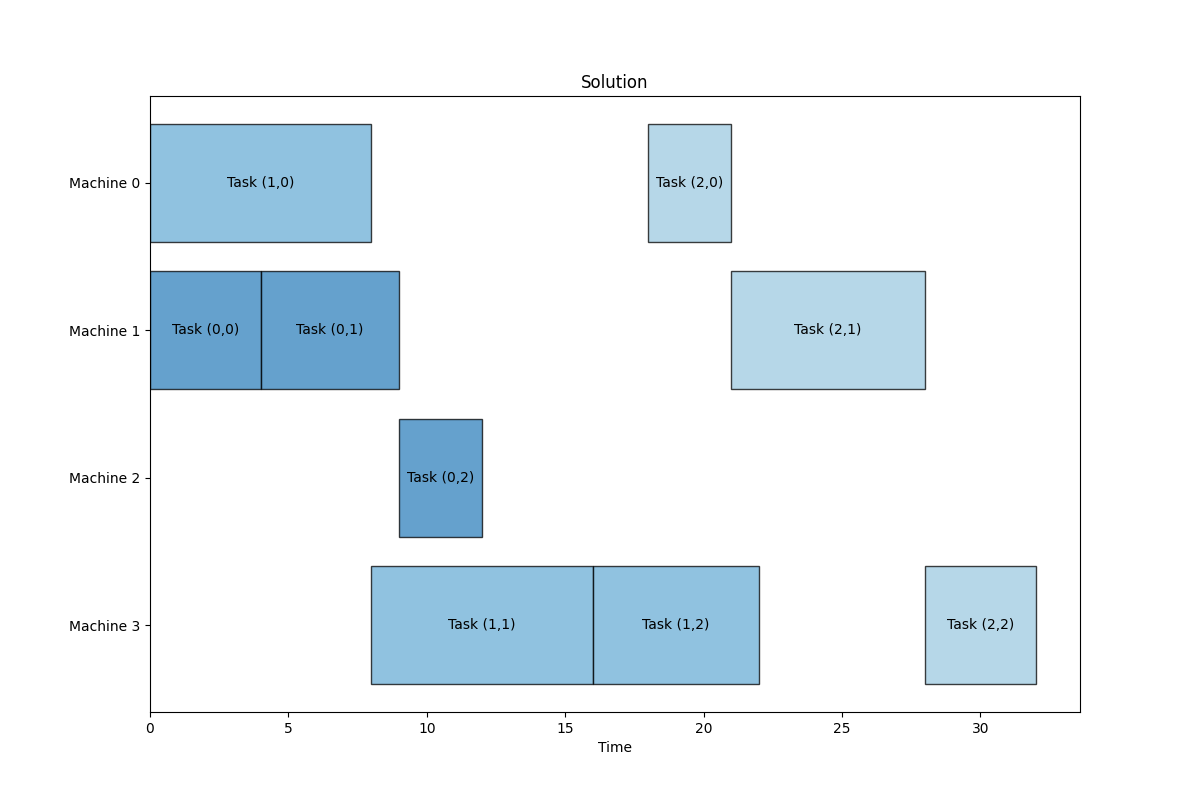 Solution
Machine 0
Task (1,0)
Task (2,0)
Machine 1
Task (0,0)
Task (0,1)
Task (2,1)
Machine 2
Task (0,2)
Machine 3
Task (1,1)
Task (1,2)
Task (2,2)
0 5 10 15 20 25 30
Time